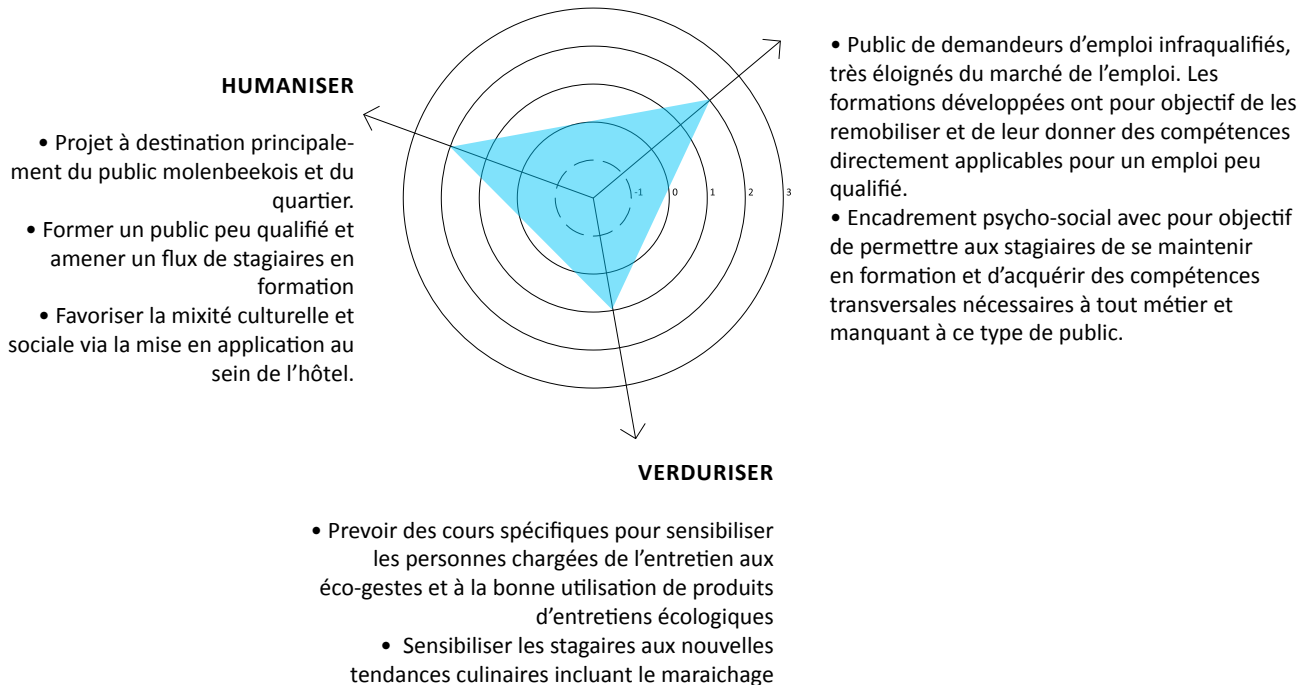 HUMANISER
• Projet à destination principale-
ment du public molenbeekois et du
quartier.
• Former un public peu qualifié et
amener un flux de stagiaires en
formation
• Favoriser la mixité culturelle et
sociale via la mise en application au
sein de l’hôtel.
-1 0 1 2 3
• Public de demandeurs d’emploi infraqualifiés,
très éloignés du marché de l’emploi. Les
formations développées ont pour objectif de les
remobiliser et de leur donner des compétences
directement applicables pour un emploi peu
qualifié.
• Encadrement psycho-social avec pour objectif
de permettre aux stagiaires de se maintenir
en formation et d’acquérir des compétences
transversales nécessaires à tout métier et
manquant à ce type de public.
VERDURISER
• Prevoir des cours spécifiques pour sensibiliser
les personnes chargées de l’entretien aux
éco-gestes et à la bonne utilisation de produits
d’entretiens écologiques
• Sensibiliser les stagaires aux nouvelles
tendances culinaires incluant le maraichage